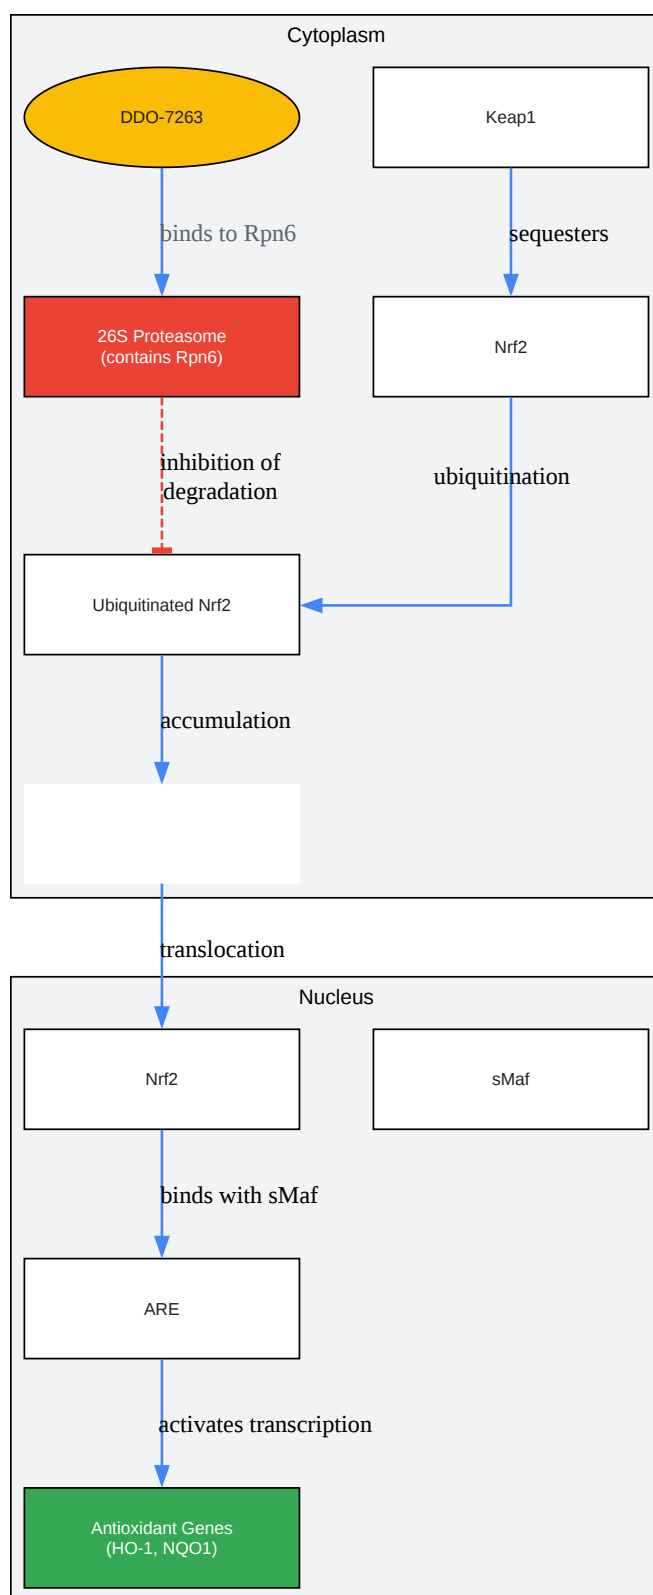 Cytoplasm
DDO-7263
Keap1
binds to Rpn6
sequesters
26S Proteasome
(contains Rpn6)
Nrf2
inhibition of
degradation
ubiquitination
Ubiquitinated Nrf2
accumulation
translocation
Nucleus
Nrf2
sMaf
binds with sMaf
ARE
activates transcription
Antioxidant Genes
(HO-1, NQO1)